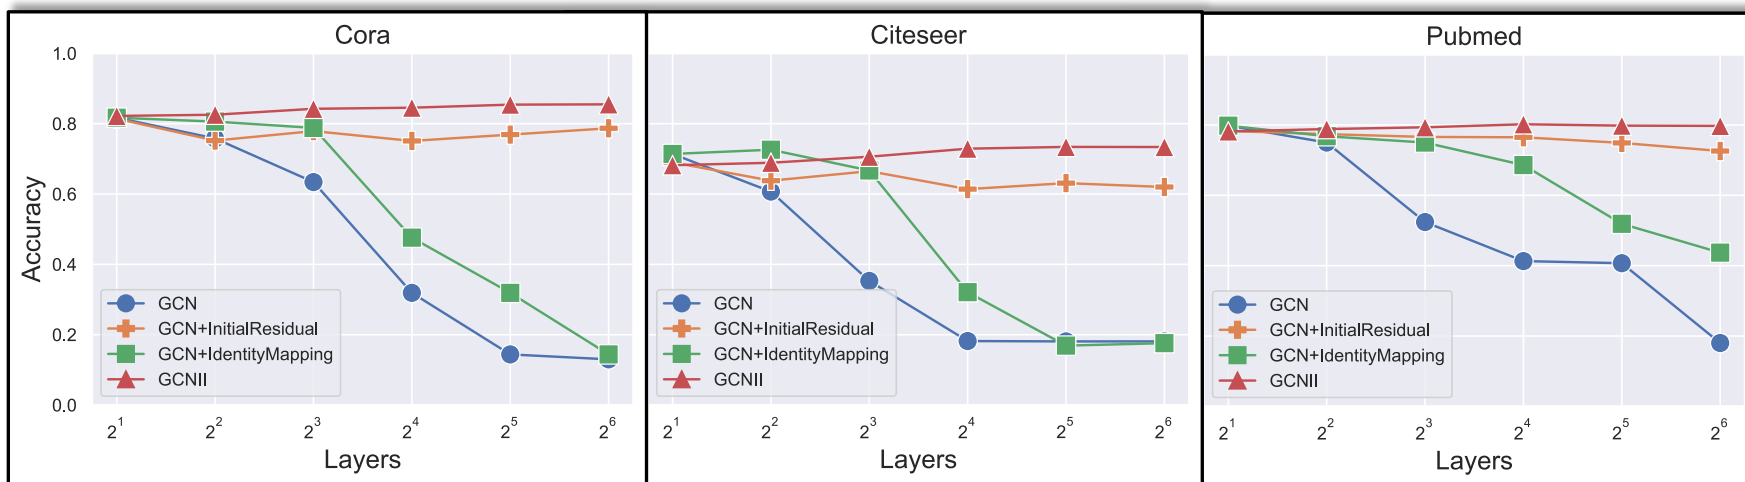 Cora
1.0
0.8
0.6
0.4
0.2
0.0
Accuracy
GCN
GCN+InitialResidual
GCN+IdentityMapping
GCNII
2^1 2^2 2^3 2^4 2^5 2^6
Layers
Citeseer
GCN
GCN+InitialResidual
GCN+IdentityMapping
GCNII
2^1 2^2 2^3 2^4 2^5 2^6
Layers
Pubmed
GCN
GCN+InitialResidual
GCN+IdentityMapping
GCNII
2^1 2^2 2^3 2^4 2^5 2^6
Layers